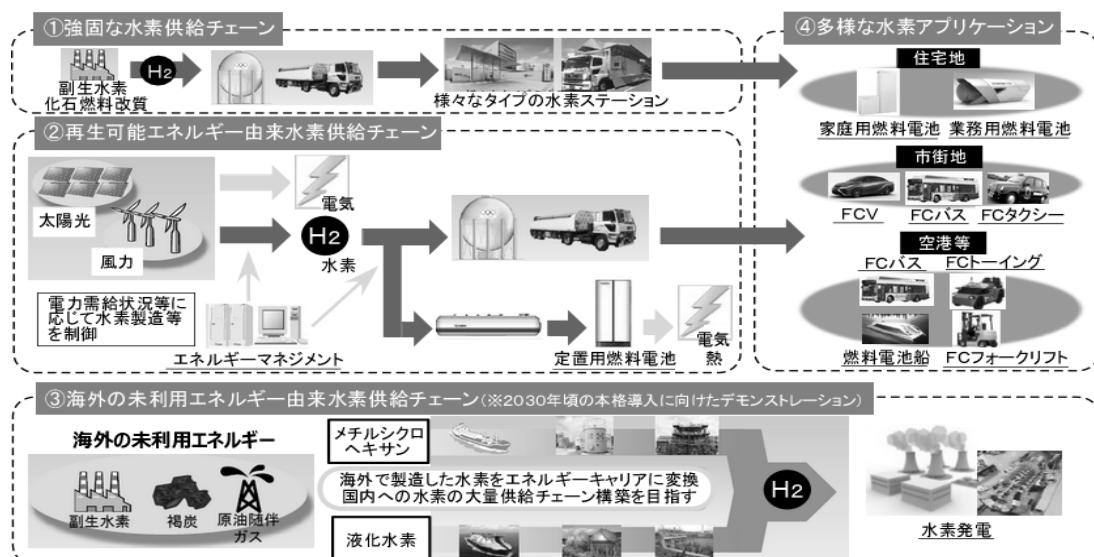 ①強固な水素供給チェーン
H2
副生水素
化石燃料改質
様々なタイプの水素ステーション
②再生可能エネルギー由来水素供給チェーン
太陽光
風力
電気
H2
水素
電力需給状況等に
応じて水素製造等
を制御
エネルギーマネジメント
定置用燃料電池
電気
熱
④多様な水素アプリケーション
住宅地
家庭用燃料電池
業務用燃料電池
市街地
FCV
FCバス
FCタクシー
空港等
FCバス
FCトーイング
燃料電池船
FCフォークリフト
③海外の未利用エネルギー由来水素供給チェーン(※2030年頃の本格導入に向けたデモンストレーション)
海外の未利用エネルギー
副生水素
褐炭
原油随伴
ガス
メチルシクロ
ヘキサン
海外で製造した水素をエネルギーキャリアに変換
国内への水素の大量供給チェーン構築を目指す
液化水素
H2
水素発電